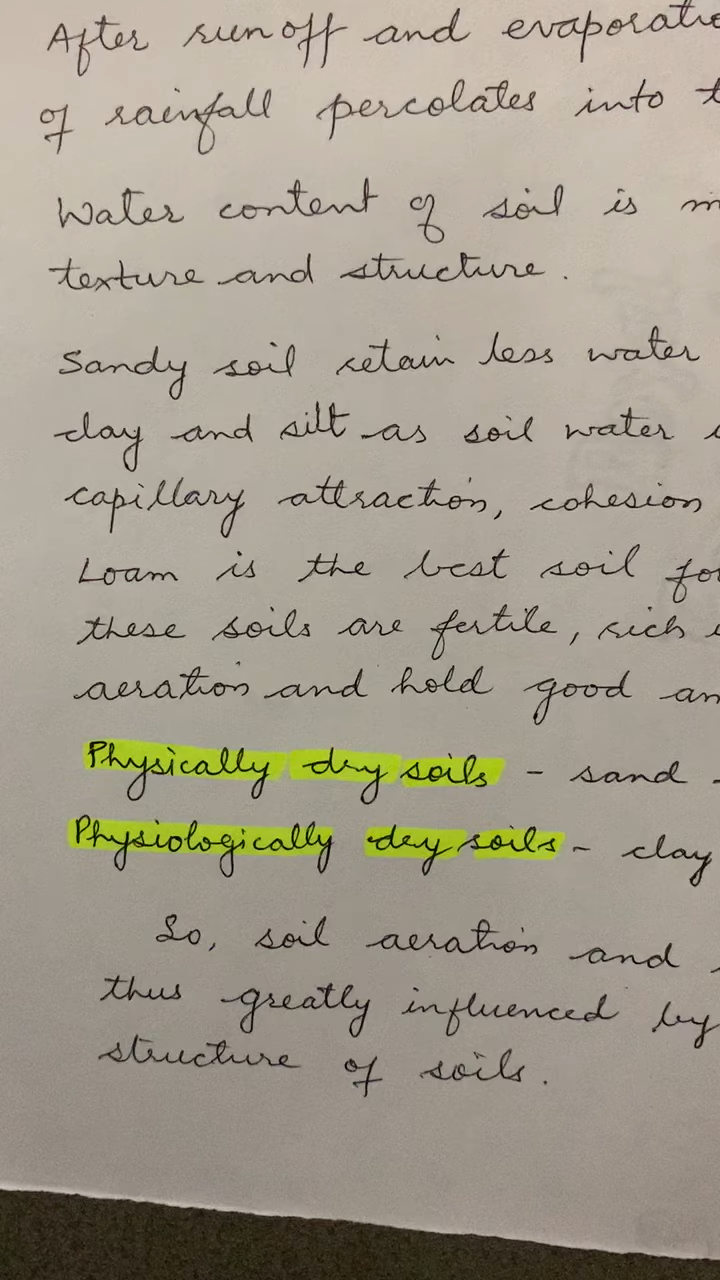 After run off and evaporatio
of rainfall percolates into t
Water content of soil is m
texture and structure.
Sandy soil retain less water
clay and silt as soil water
capillary attraction, cohesion
Loam is the best soil for
these soils are fertile, rich
aeration and hold good am
Physically dry soils - sand -
Physiologically dry soils - clay
So, soil aeration and
thus greatly influenced by
structure of soils.